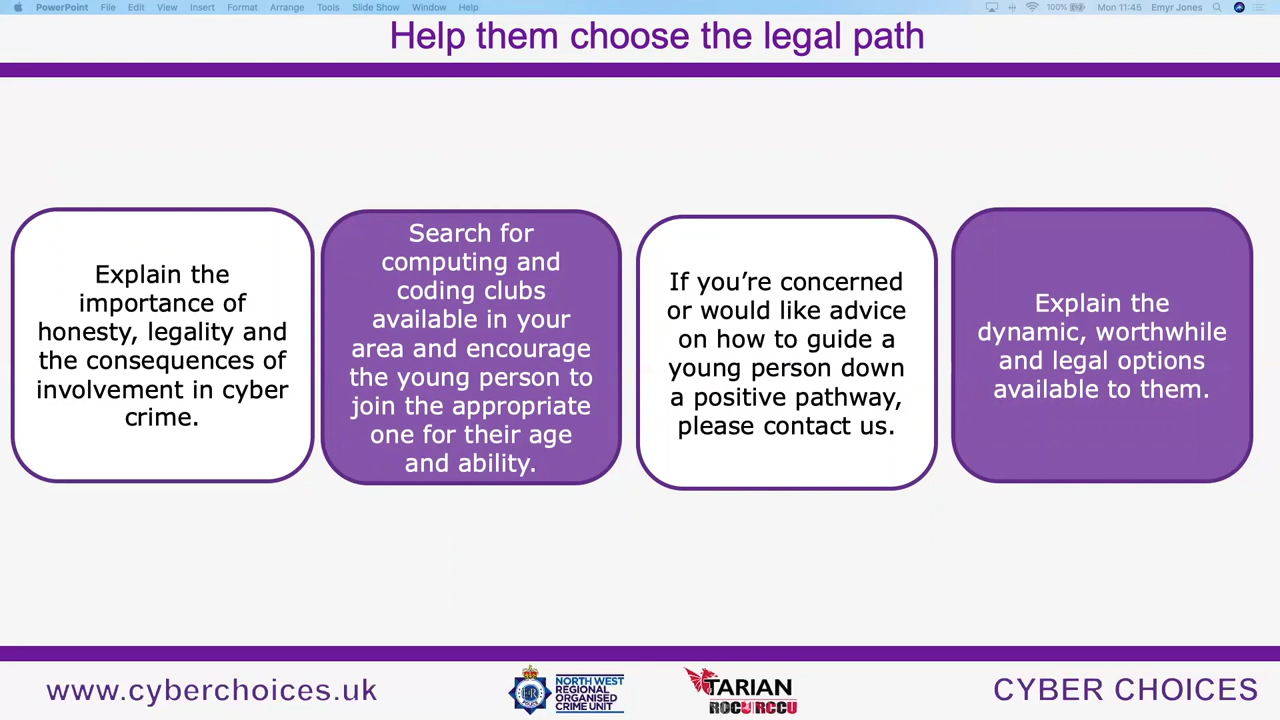 PowerPoint File Edit View Insert Format Arrange Tools Slide Show Window Help 100% Mon 11:45 Emyr Jones
Help them choose the legal path
Explain the
importance of
honesty, legality and
the consequences of
involvement in cyber
crime.
Search for
computing and
coding clubs
available in your
area and encourage
the young person to
join the appropriate
one for their age
and ability.
If you’re concerned
or would like advice
on how to guide a
young person down
a positive pathway,
please contact us.
Explain the
dynamic, worthwhile
and legal options
available to them.
www.cyberchoices.uk
NORTH WEST
REGIONAL
ORGANISED
CRIME UNIT
TARIAN
ROCU RCCU
CYBER CHOICES